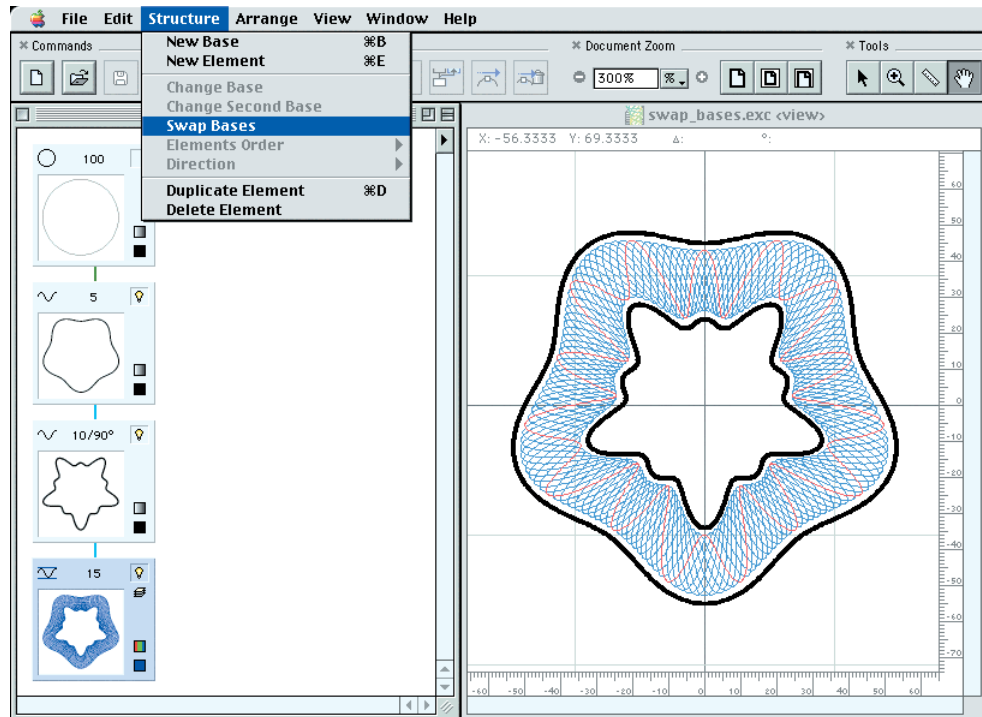 File Edit Structure Arrange View Window Help
Commands
Document Zoom
Tools
New Base ⌘B
New Element ⌘E
Change Base
Change Second Base
Swap Bases
Elements Order
Direction
Duplicate Element ⌘D
Delete Element
300% %
swap_bases.exc <view>
X: -56.3333 Y: 69.3333 Δ: °:
100
5
10/90°
15
60
50
40
30
20
10
0
-10
-20
-30
-40
-50
-60
-70
-60 -50 -40 -30 -20 -10 0 10 20 30 40 50 60